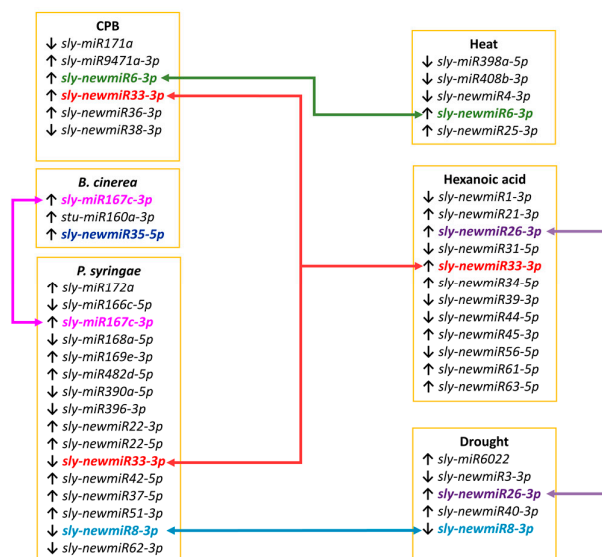 CPB
↓ sly-miR171a
↑ sly-miR9471a-3p
↑ sly-newmiR6-3p
↑ sly-newmiR33-3p
↑ sly-newmiR36-3p
↓ sly-newmiR38-3p
B. cinerea
↑ sly-miR167c-3p
↑ stu-miR160a-3p
↑ sly-newmiR35-5p
P. syringae
↑ sly-miR172a
↓ sly-miR166c-5p
↑ sly-miR167c-3p
↓ sly-miR168a-5p
↑ sly-miR169e-3p
↑ sly-miR482d-5p
↓ sly-miR390a-5p
↓ sly-miR396-3p
↑ sly-newmiR22-3p
↑ sly-newmiR22-5p
↓ sly-newmiR33-3p
↑ sly-newmiR42-5p
↑ sly-newmiR37-5p
↑ sly-newmiR51-3p
↓ sly-newmiR8-3p
↓ sly-newmiR62-3p
Heat
↓ sly-miR398a-5p
↓ sly-miR408b-3p
↓ sly-newmiR4-3p
↑ sly-newmiR6-3p
↑ sly-newmiR25-3p
Hexanoic acid
↓ sly-newmiR1-3p
↑ sly-newmiR21-3p
↑ sly-newmiR26-3p
↓ sly-newmiR31-5p
↑ sly-newmiR33-3p
↑ sly-newmiR34-5p
↓ sly-newmiR39-3p
↓ sly-newmiR44-5p
↑ sly-newmiR45-3p
↓ sly-newmiR56-5p
↑ sly-newmiR61-5p
↑ sly-newmiR63-5p
Drought
↑ sly-miR6022
↓ sly-newmiR3-3p
↑ sly-newmiR26-3p
↑ sly-newmiR40-3p
↓ sly-newmiR8-3p